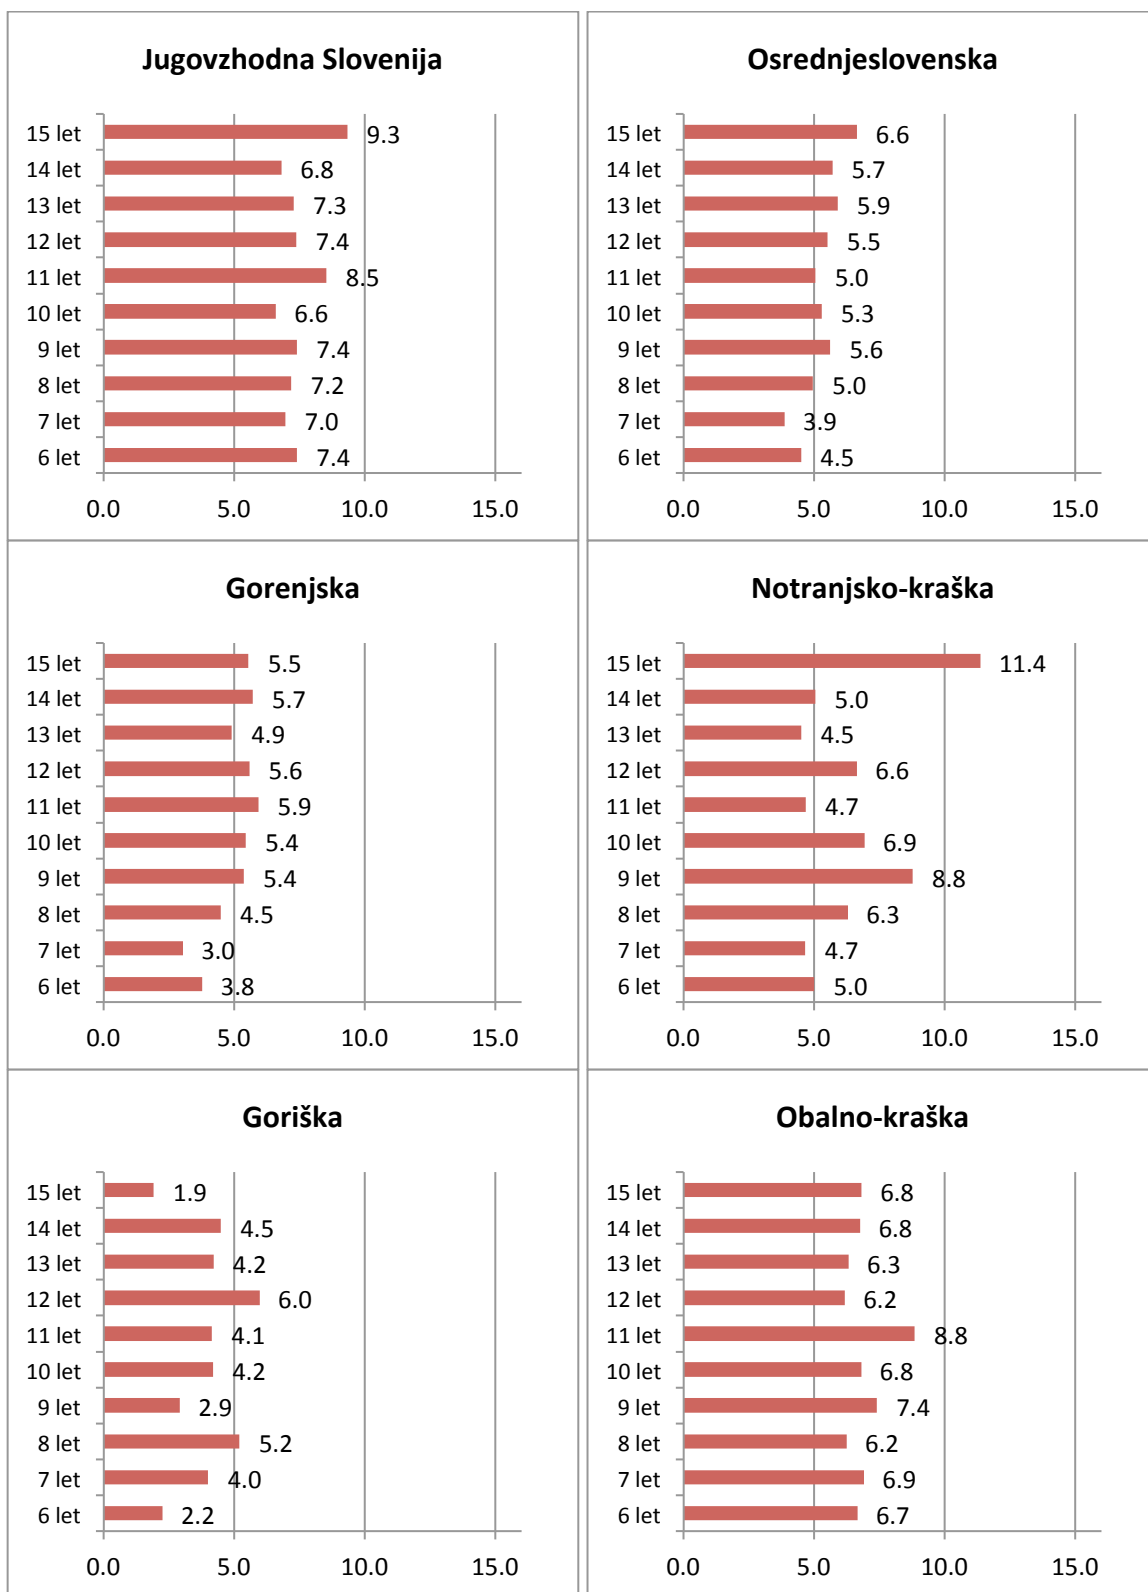 Jugovzhodna Slovenija
15 let 9.3
14 let 6.8
13 let 7.3
12 let 7.4
11 let 8.5
10 let 6.6
9 let 7.4
8 let 7.2
7 let 7.0
6 let 7.4
0.0 5.0 10.0 15.0
Osrednjeslovenska
15 let 6.6
14 let 5.7
13 let 5.9
12 let 5.5
11 let 5.0
10 let 5.3
9 let 5.6
8 let 5.0
7 let 3.9
6 let 4.5
0.0 5.0 10.0 15.0
Gorenjska
15 let 5.5
14 let 5.7
13 let 4.9
12 let 5.6
11 let 5.9
10 let 5.4
9 let 5.4
8 let 4.5
7 let 3.0
6 let 3.8
0.0 5.0 10.0 15.0
Notranjsko-kraška
15 let 11.4
14 let 5.0
13 let 4.5
12 let 6.6
11 let 4.7
10 let 6.9
9 let 8.8
8 let 6.3
7 let 4.7
6 let 5.0
0.0 5.0 10.0 15.0
Goriška
15 let 1.9
14 let 4.5
13 let 4.2
12 let 6.0
11 let 4.1
10 let 4.2
9 let 2.9
8 let 5.2
7 let 4.0
6 let 2.2
0.0 5.0 10.0 15.0
Obalno-kraška
15 let 6.8
14 let 6.8
13 let 6.3
12 let 6.2
11 let 8.8
10 let 6.8
9 let 7.4
8 let 6.2
7 let 6.9
6 let 6.7
0.0 5.0 10.0 15.0